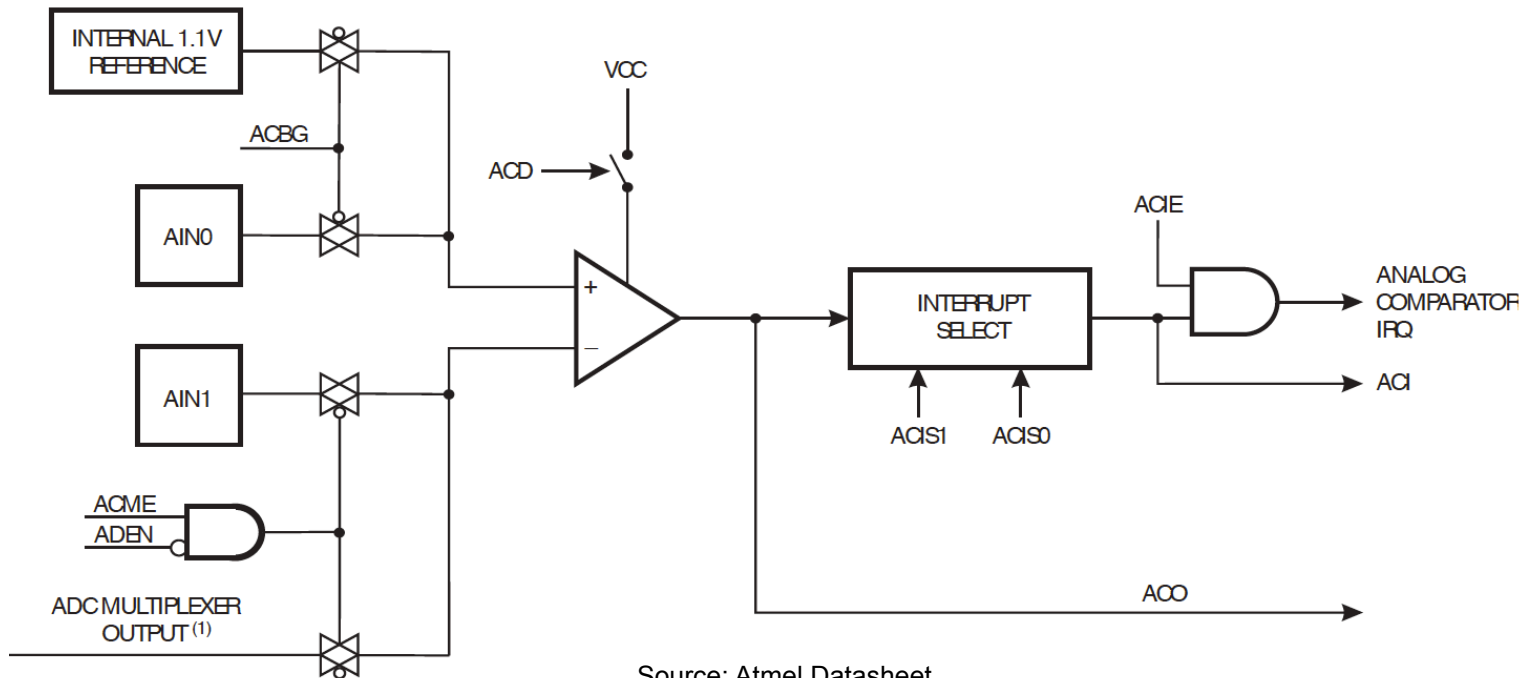 INTERNAL 1.1V
REFERENCE
ACBG
AIN0
VCC
ACD
+
−
AIN1
ACME
ADEN
ADC MULTIPLEXER
OUTPUT (1)
INTERRUPT
SELECT
ACIS1
ACIS0
ACIE
ANALOG
COMPARATOR
IRQ
ACI
ACO
Source: Atmel Datasheet